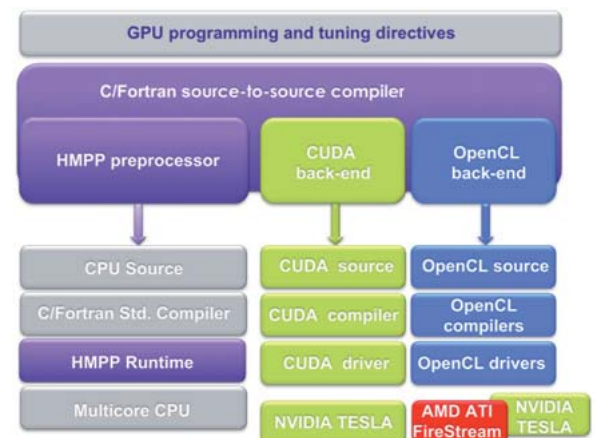 GPU programming and tuning directives
C/Fortran source-to-source compiler
HMPP preprocessor
CUDA
back-end
OpenCL
back-end
CPU Source
CUDA source
OpenCL source
C/Fortran Std. Compiler
CUDA compiler
OpenCL
compilers
HMPP Runtime
CUDA driver
OpenCL drivers
Multicore CPU
NVIDIA TESLA
AMD ATI
FireStream
NVIDIA
TESLA